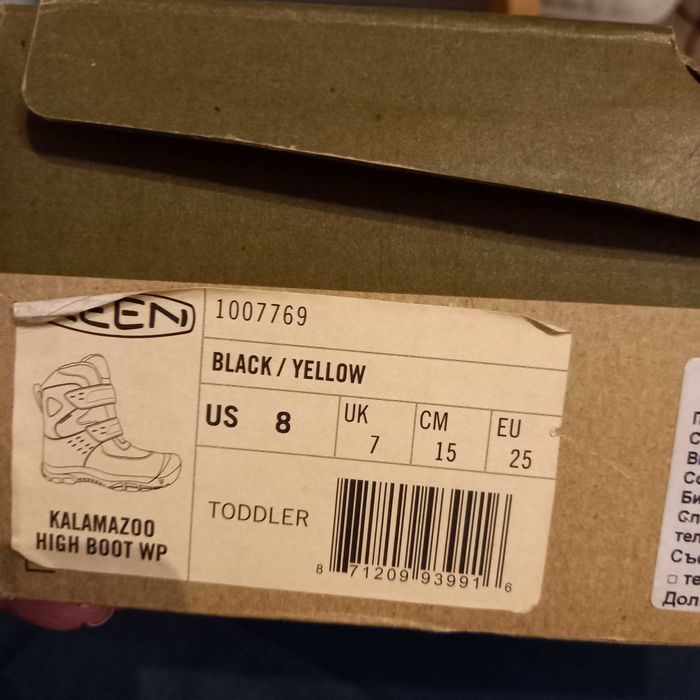 KEEN
1007769
BLACK / YELLOW
US 8
UK 7
CM 15
EU 25
KALAMAZOO
HIGH BOOT WP
TODDLER
8 71209 93991 6